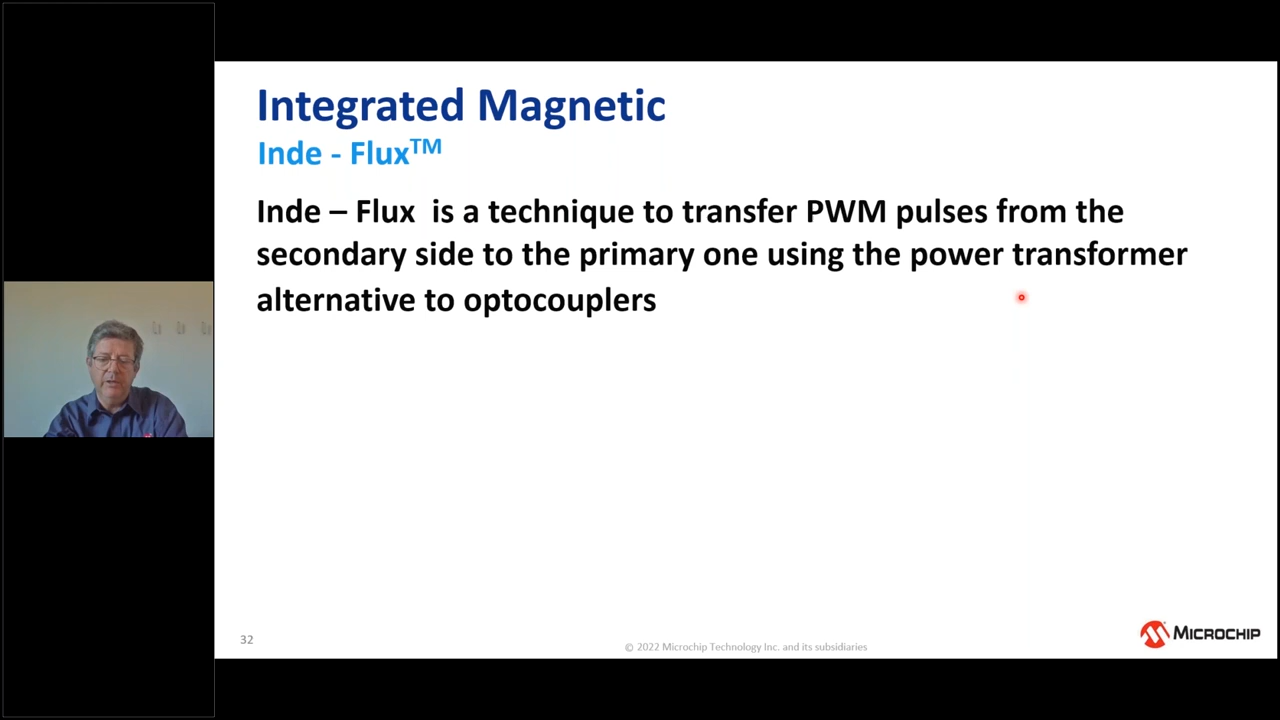 Integrated Magnetic
Inde - Flux™
Inde – Flux is a technique to transfer PWM pulses from the
secondary side to the primary one using the power transformer
alternative to optocouplers
32
© 2022 Microchip Technology Inc. and its subsidiaries
MICROCHIP